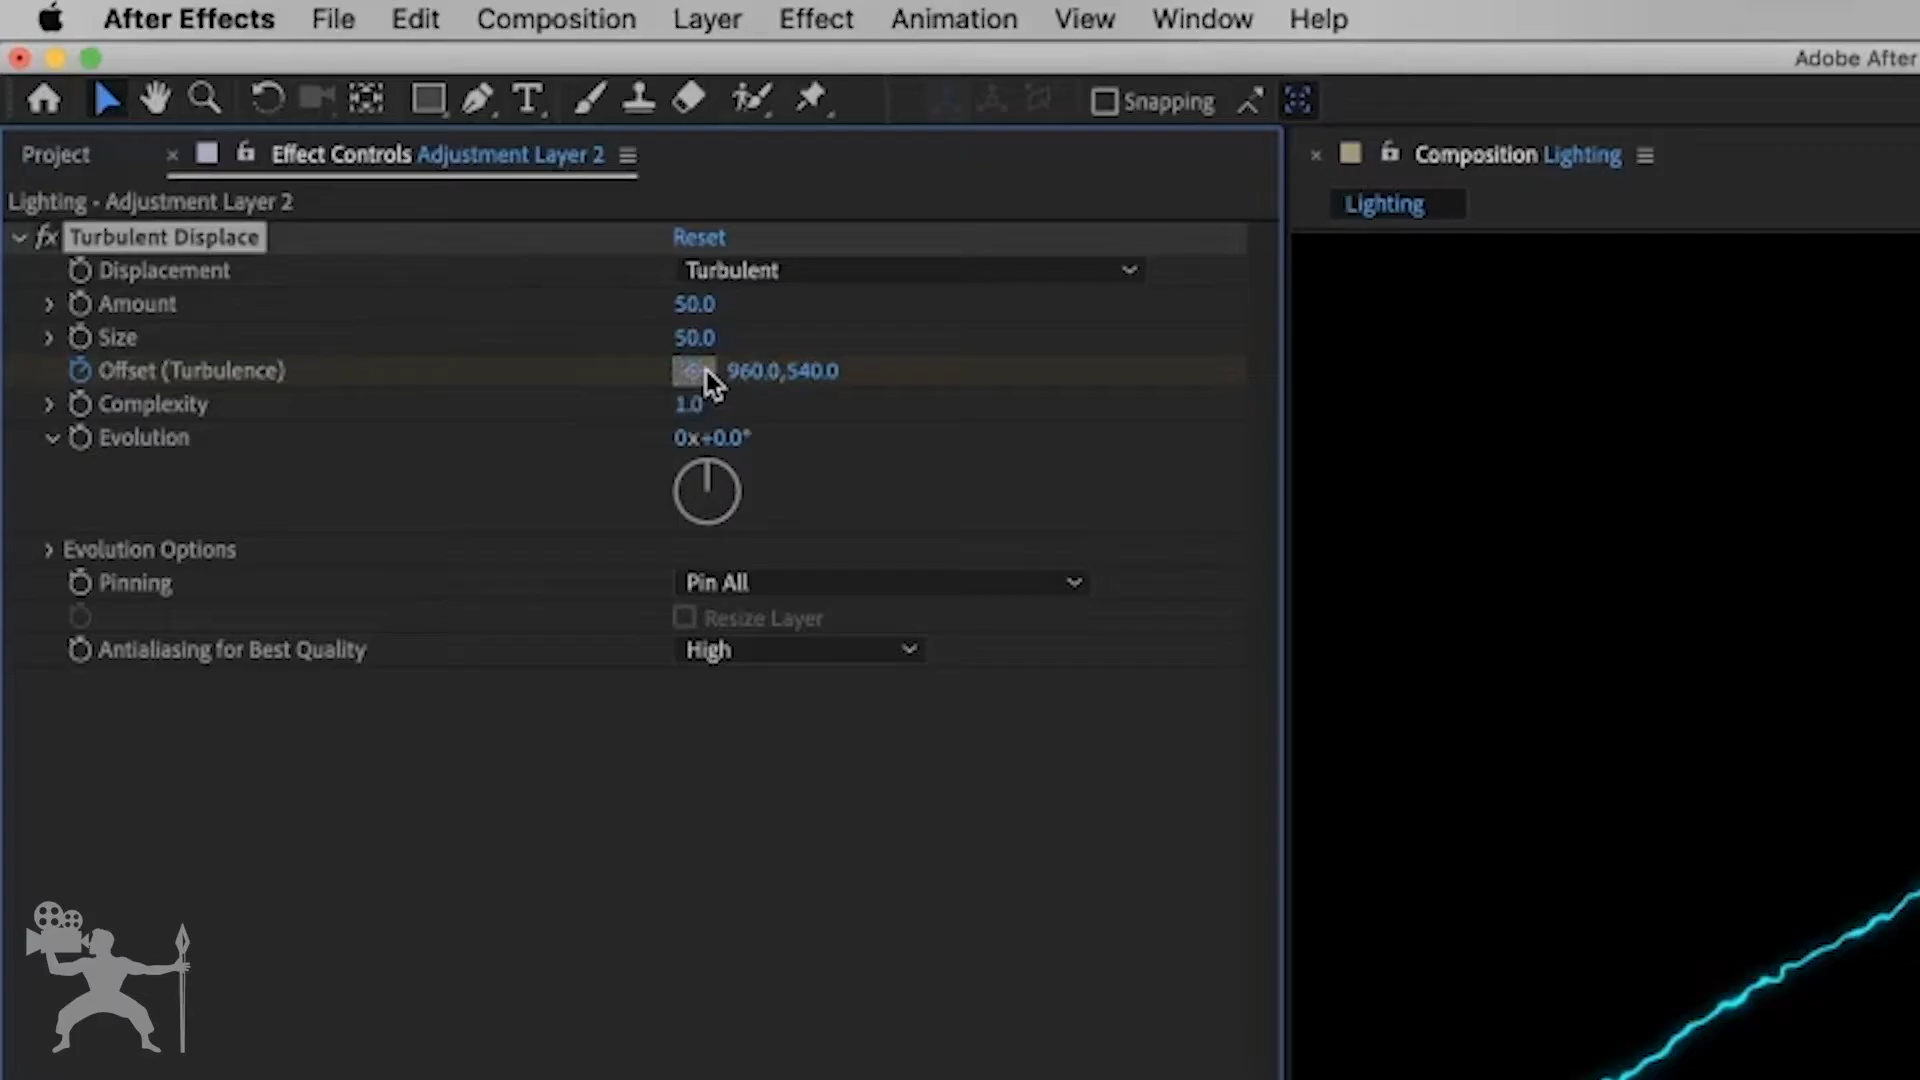 After Effects File Edit Composition Layer Effect Animation View Window Help
Adobe After
Snapping
Project × Effect Controls Adjustment Layer 2
× Composition Lighting
Lighting - Adjustment Layer 2
Lighting
fx Turbulent Displace Reset
Displacement Turbulent
Amount 50.0
Size 50.0
Offset (Turbulence) 960.0,540.0
Complexity 1.0
Evolution 0x+0.0°
Evolution Options
Pinning Pin All
Resize Layer
Antialiasing for Best Quality High